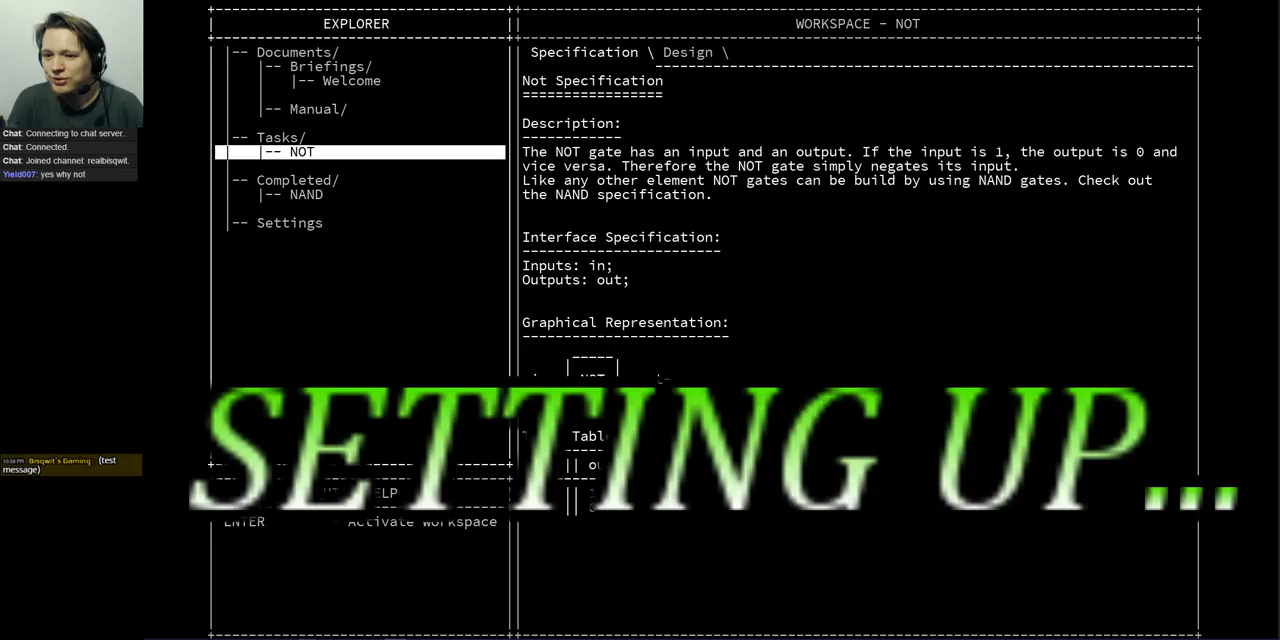 EXPLORER
WORKSPACE - NOT
|-- Documents/
|-- Briefings/
|-- Welcome
|-- Manual/
|-- Tasks/
|-- NOT
|-- Completed/
|-- NAND
|-- Settings
Specification \ Design \
Not Specification
=================
Description:
------------
The NOT gate has an input and an output. If the input is 1, the output is 0 and
vice versa. Therefore the NOT gate simply negates its input.
Like any other element NOT gates can be build by using NAND gates. Check out
the NAND specification.
Interface Specification:
------------------------
Inputs: in;
Outputs: out;
Graphical Representation:
-------------------------
SETTING UP...
ENTER
Activate Workspace
Chat: Connecting to chat server..
Chat: Connected.
Chat: Joined channel: realbisqwit.
Yield007: yes why not
Bisqwit's Gaming: (test
message)